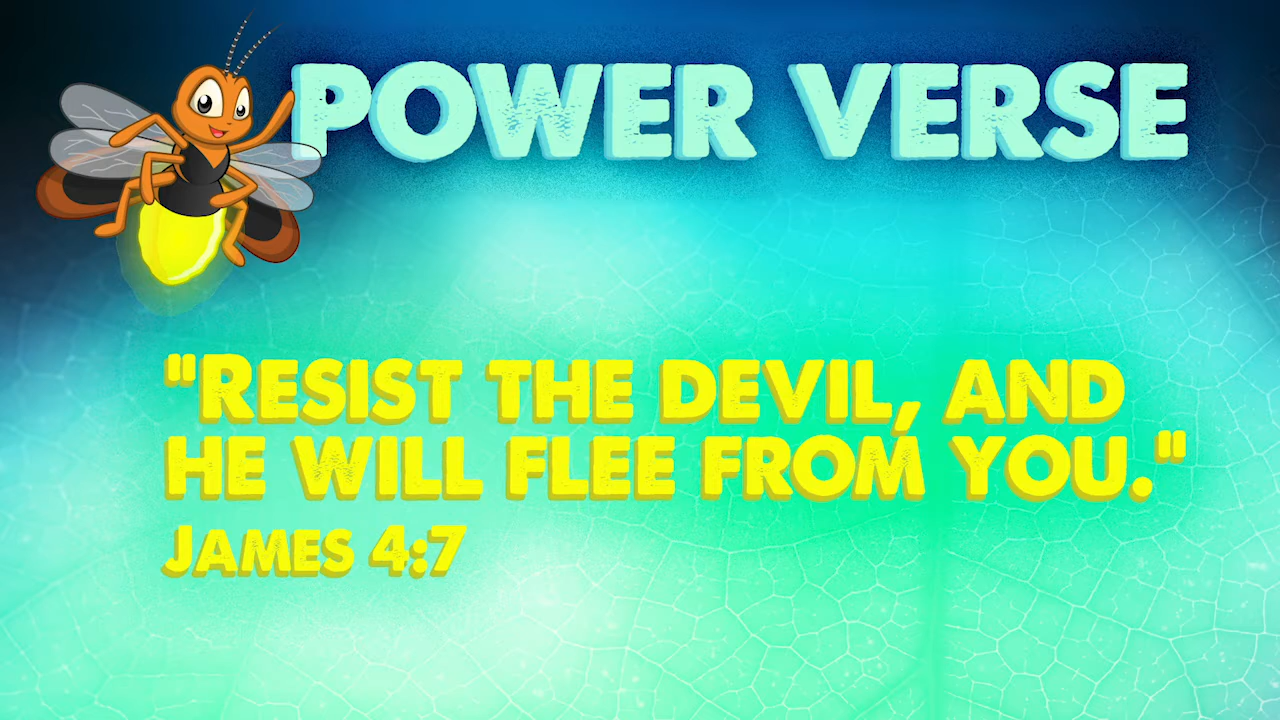 POWER VERSE
"RESIST THE DEVIL, AND
HE WILL FLEE FROM YOU."
JAMES 4:7